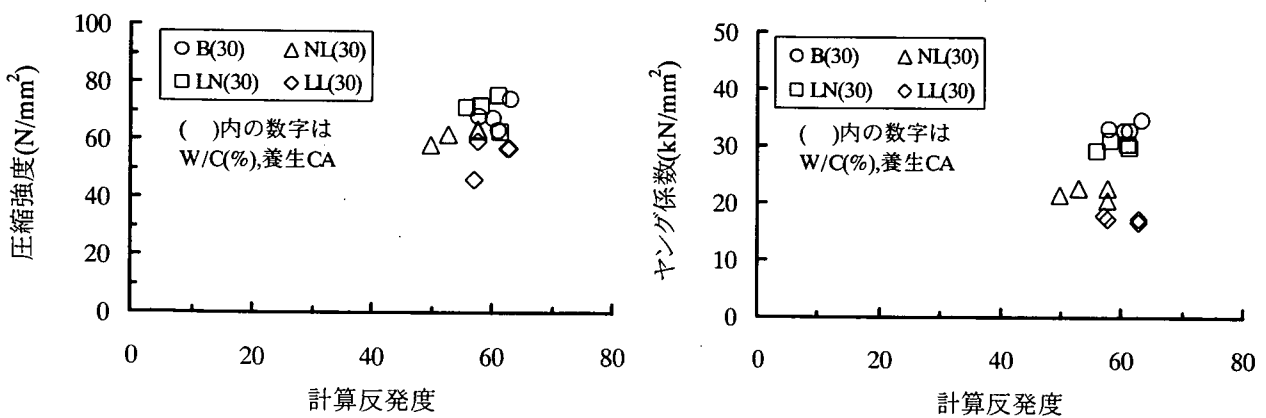 100
80
60
40
20
0
圧縮強度(N/mm²)
B(30) NL(30)
LN(30) LL(30)
( )内の数字は
W/C(%),養生CA
0 20 40 60 80
計算反発度
50
40
30
20
10
0
ヤング係数(kN/mm²)
B(30) NL(30)
LN(30) LL(30)
( )内の数字は
W/C(%),養生CA
0 20 40 60 80
計算反発度